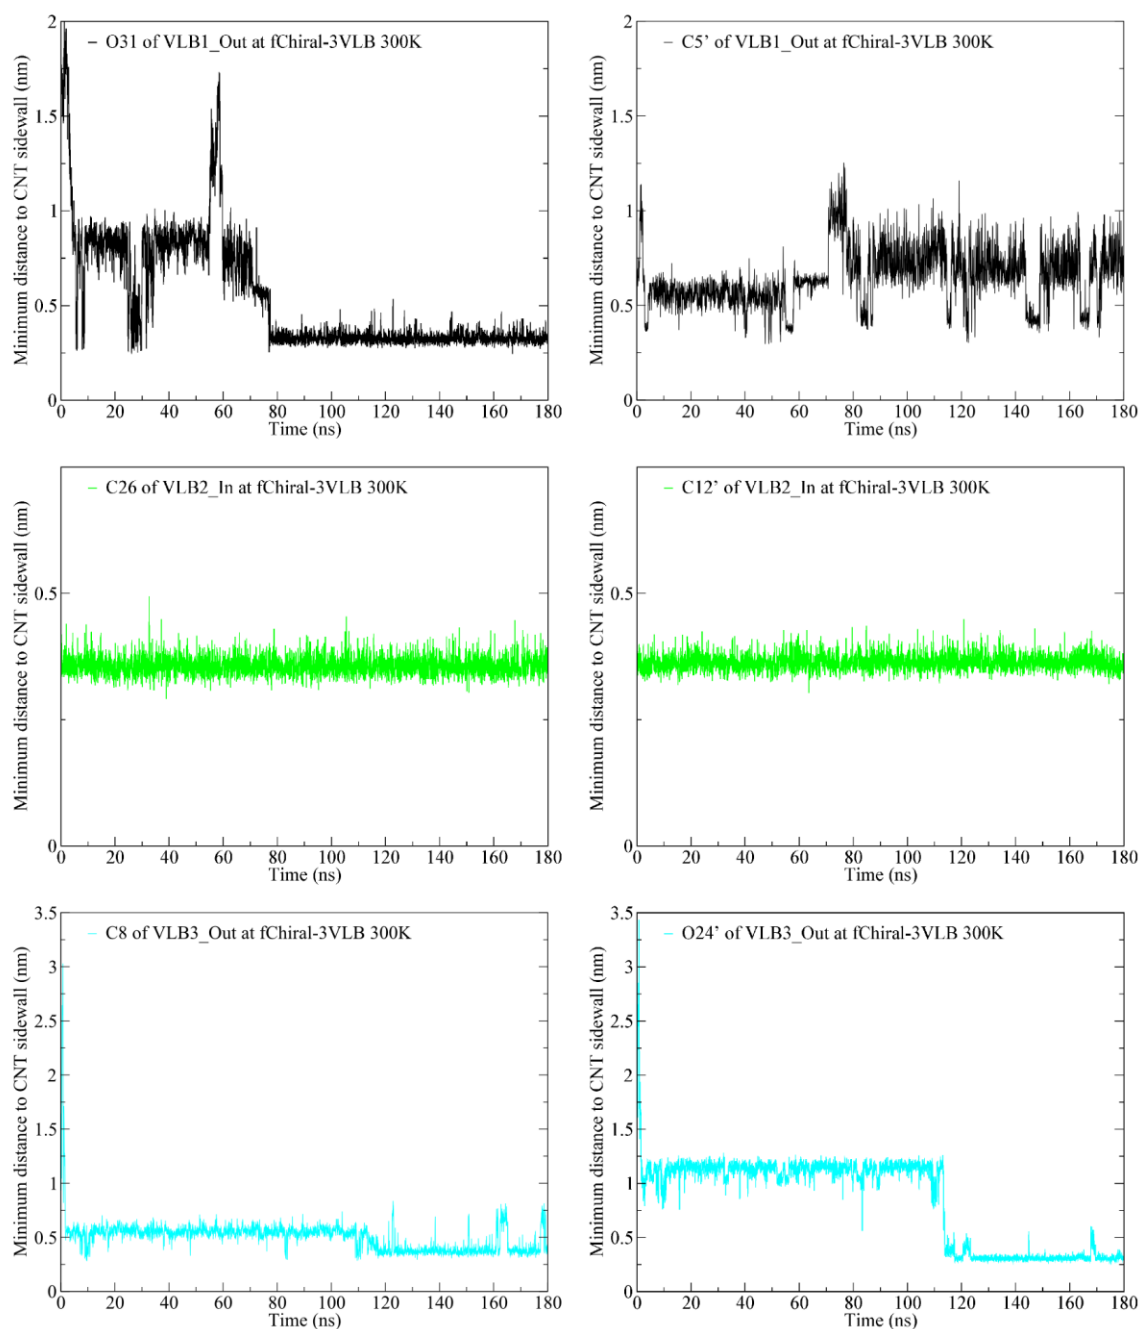 Minimum distance to CNT sidewall (nm)
2
1.5
1
0.5
0
O31 of VLB1_Out at fChiral-3VLB 300K
0 20 40 60 80 100 120 140 160 180
Time (ns)
Minimum distance to CNT sidewall (nm)
2
1.5
1
0.5
0
C5’ of VLB1_Out at fChiral-3VLB 300K
0 20 40 60 80 100 120 140 160 180
Time (ns)
Minimum distance to CNT sidewall (nm)
0.5
0
C26 of VLB2_In at fChiral-3VLB 300K
0 20 40 60 80 100 120 140 160 180
Time (ns)
Minimum distance to CNT sidewall (nm)
0.5
0
C12’ of VLB2_In at fChiral-3VLB 300K
0 20 40 60 80 100 120 140 160 180
Time (ns)
Minimum distance to CNT sidewall (nm)
3.5
3
2.5
2
1.5
1
0.5
0
C8 of VLB3_Out at fChiral-3VLB 300K
0 20 40 60 80 100 120 140 160 180
Time (ns)
Minimum distance to CNT sidewall (nm)
3.5
3
2.5
2
1.5
1
0.5
0
O24’ of VLB3_Out at fChiral-3VLB 300K
0 20 40 60 80 100 120 140 160 180
Time (ns)